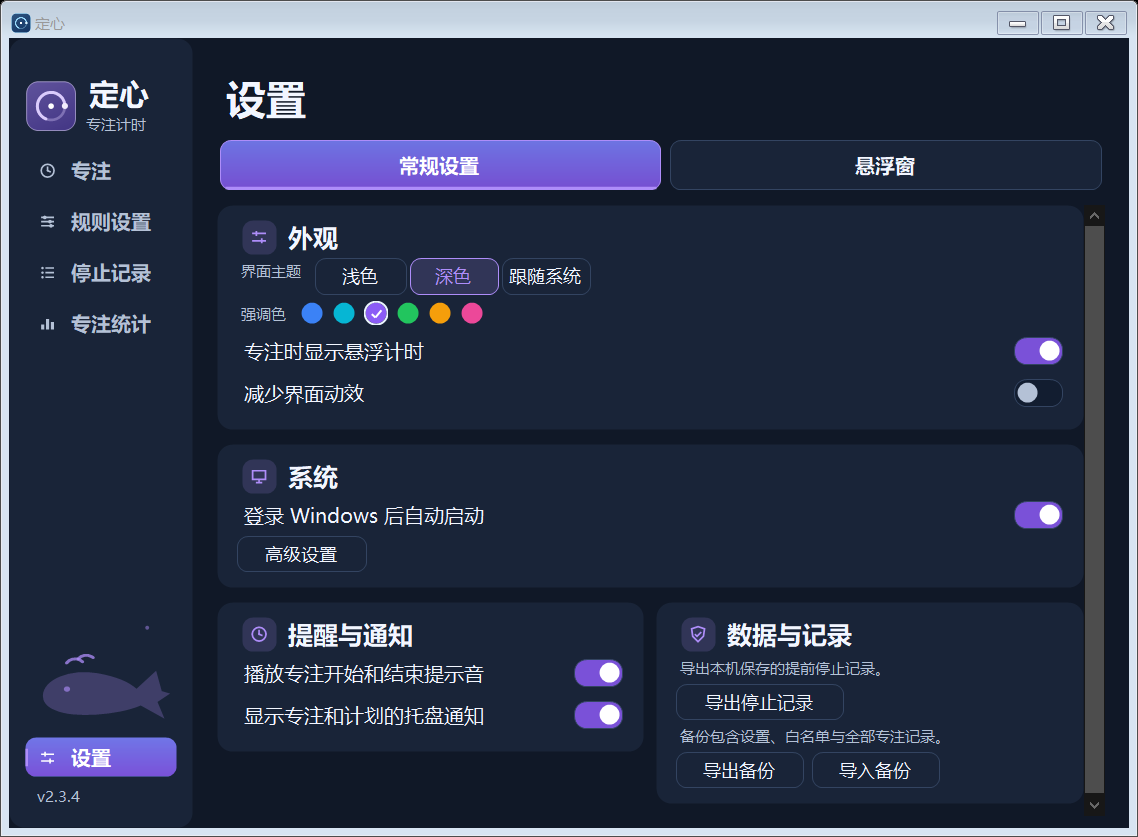 定心
定心
专注计时
专注
规则设置
停止记录
专注统计
设置
v2.3.4
设置
常规设置
悬浮窗
外观
界面主题
浅色
深色
跟随系统
强调色
专注时显示悬浮计时
减少界面动效
系统
登录 Windows 后自动启动
高级设置
提醒与通知
播放专注开始和结束提示音
显示专注和计划的托盘通知
数据与记录
导出本机保存的提前停止记录。
导出停止记录
备份包含设置、白名单与全部专注记录。
导出备份
导入备份